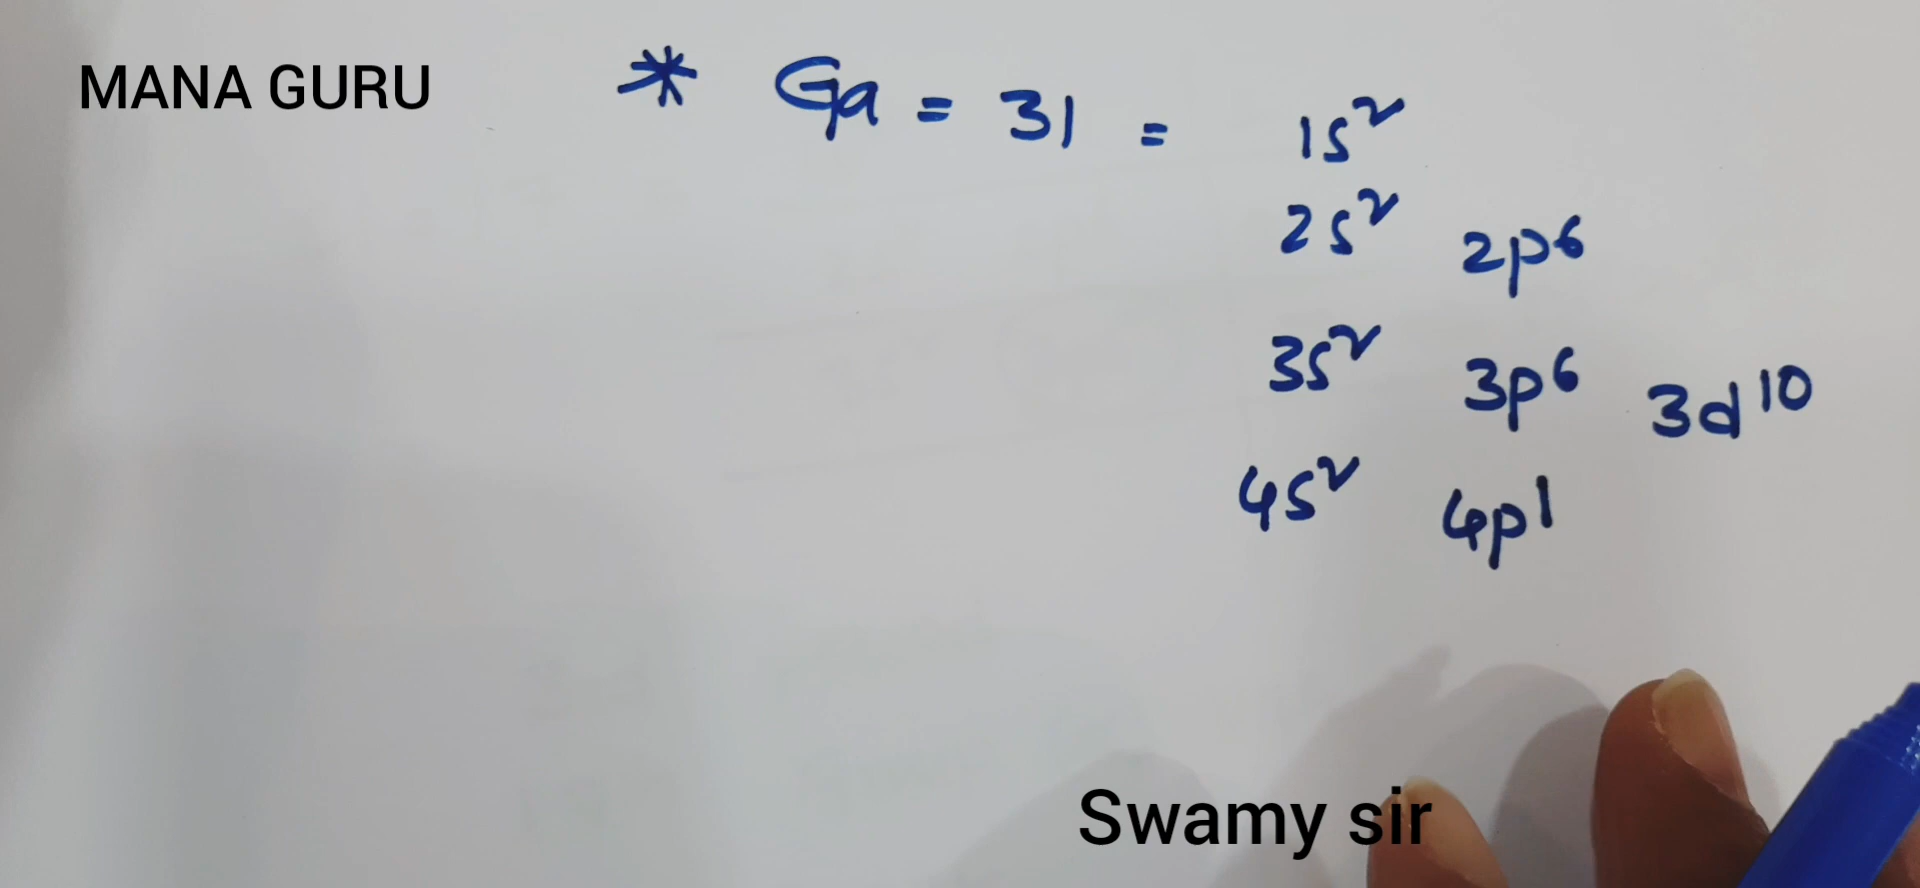 MANA GURU
* Ga = 31 = 1s²
2s² 2p⁶
3s² 3p⁶ 3d¹⁰
4s² 4p¹
Swamy sir